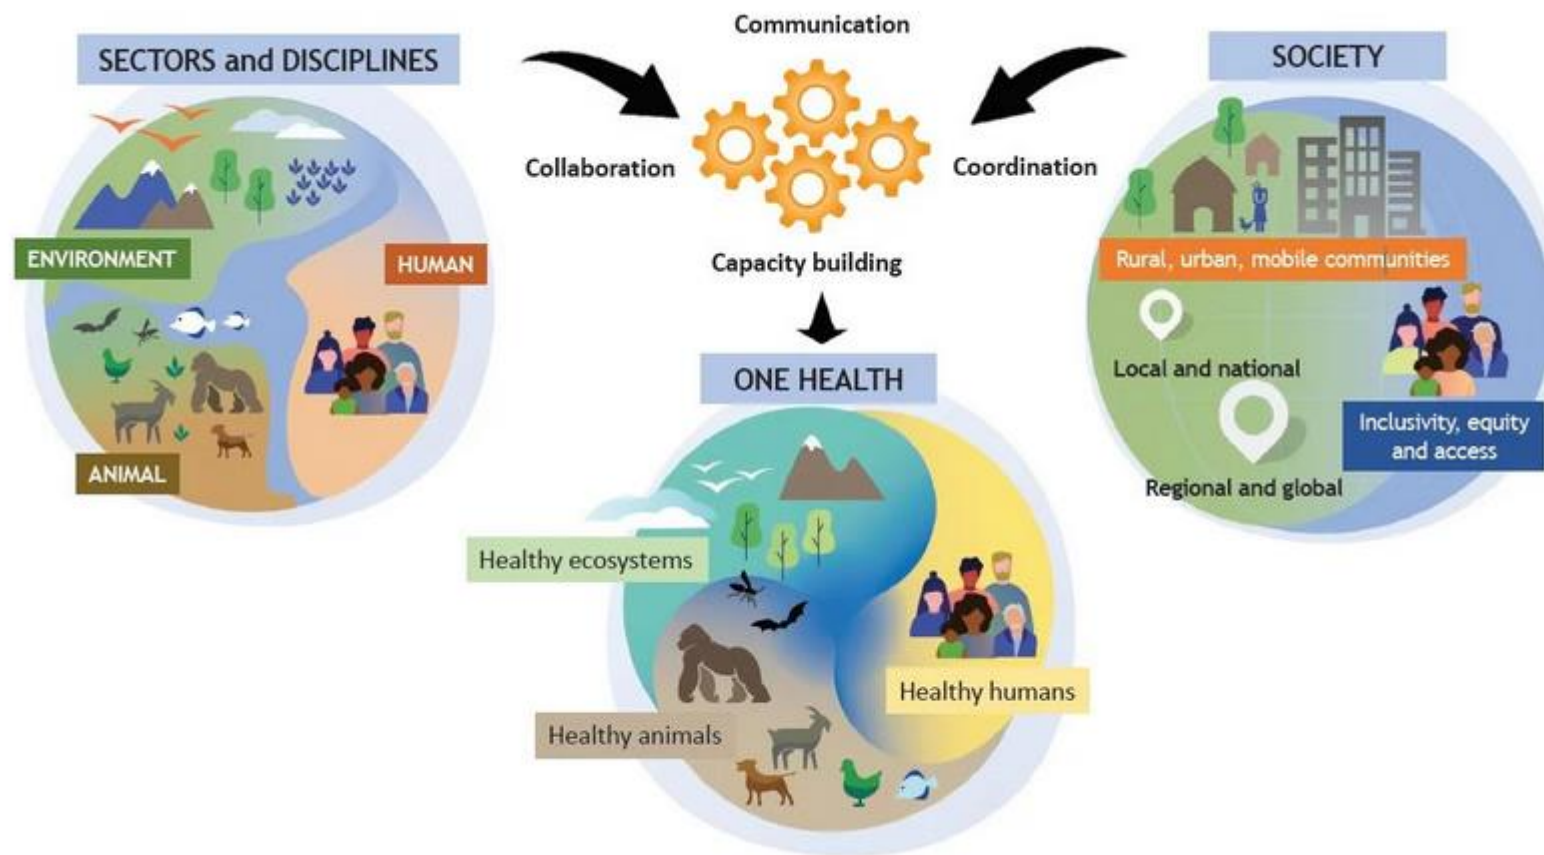 SECTORS and DISCIPLINES
ENVIRONMENT
HUMAN
ANIMAL
Communication
Collaboration
Coordination
Capacity building
SOCIETY
Rural, urban, mobile communities
Local and national
Regional and global
Inclusivity, equity
and access
ONE HEALTH
Healthy ecosystems
Healthy humans
Healthy animals